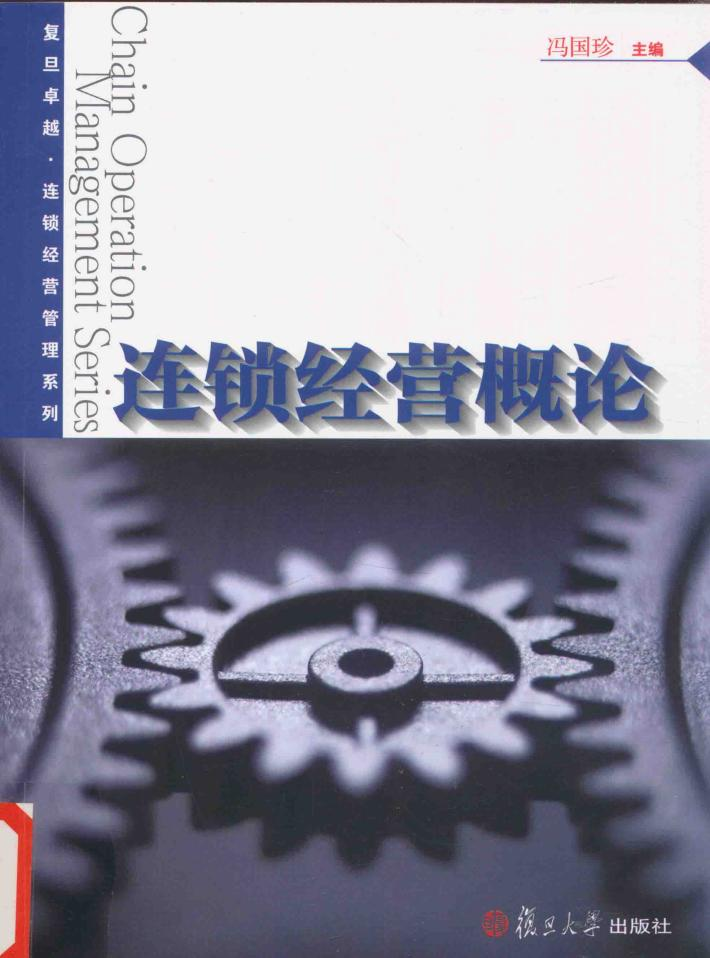 冯国珍 主编
复旦卓越·连锁经营管理系列
Chain Operation
Management Series
连锁经营概论
復旦大學 出版社